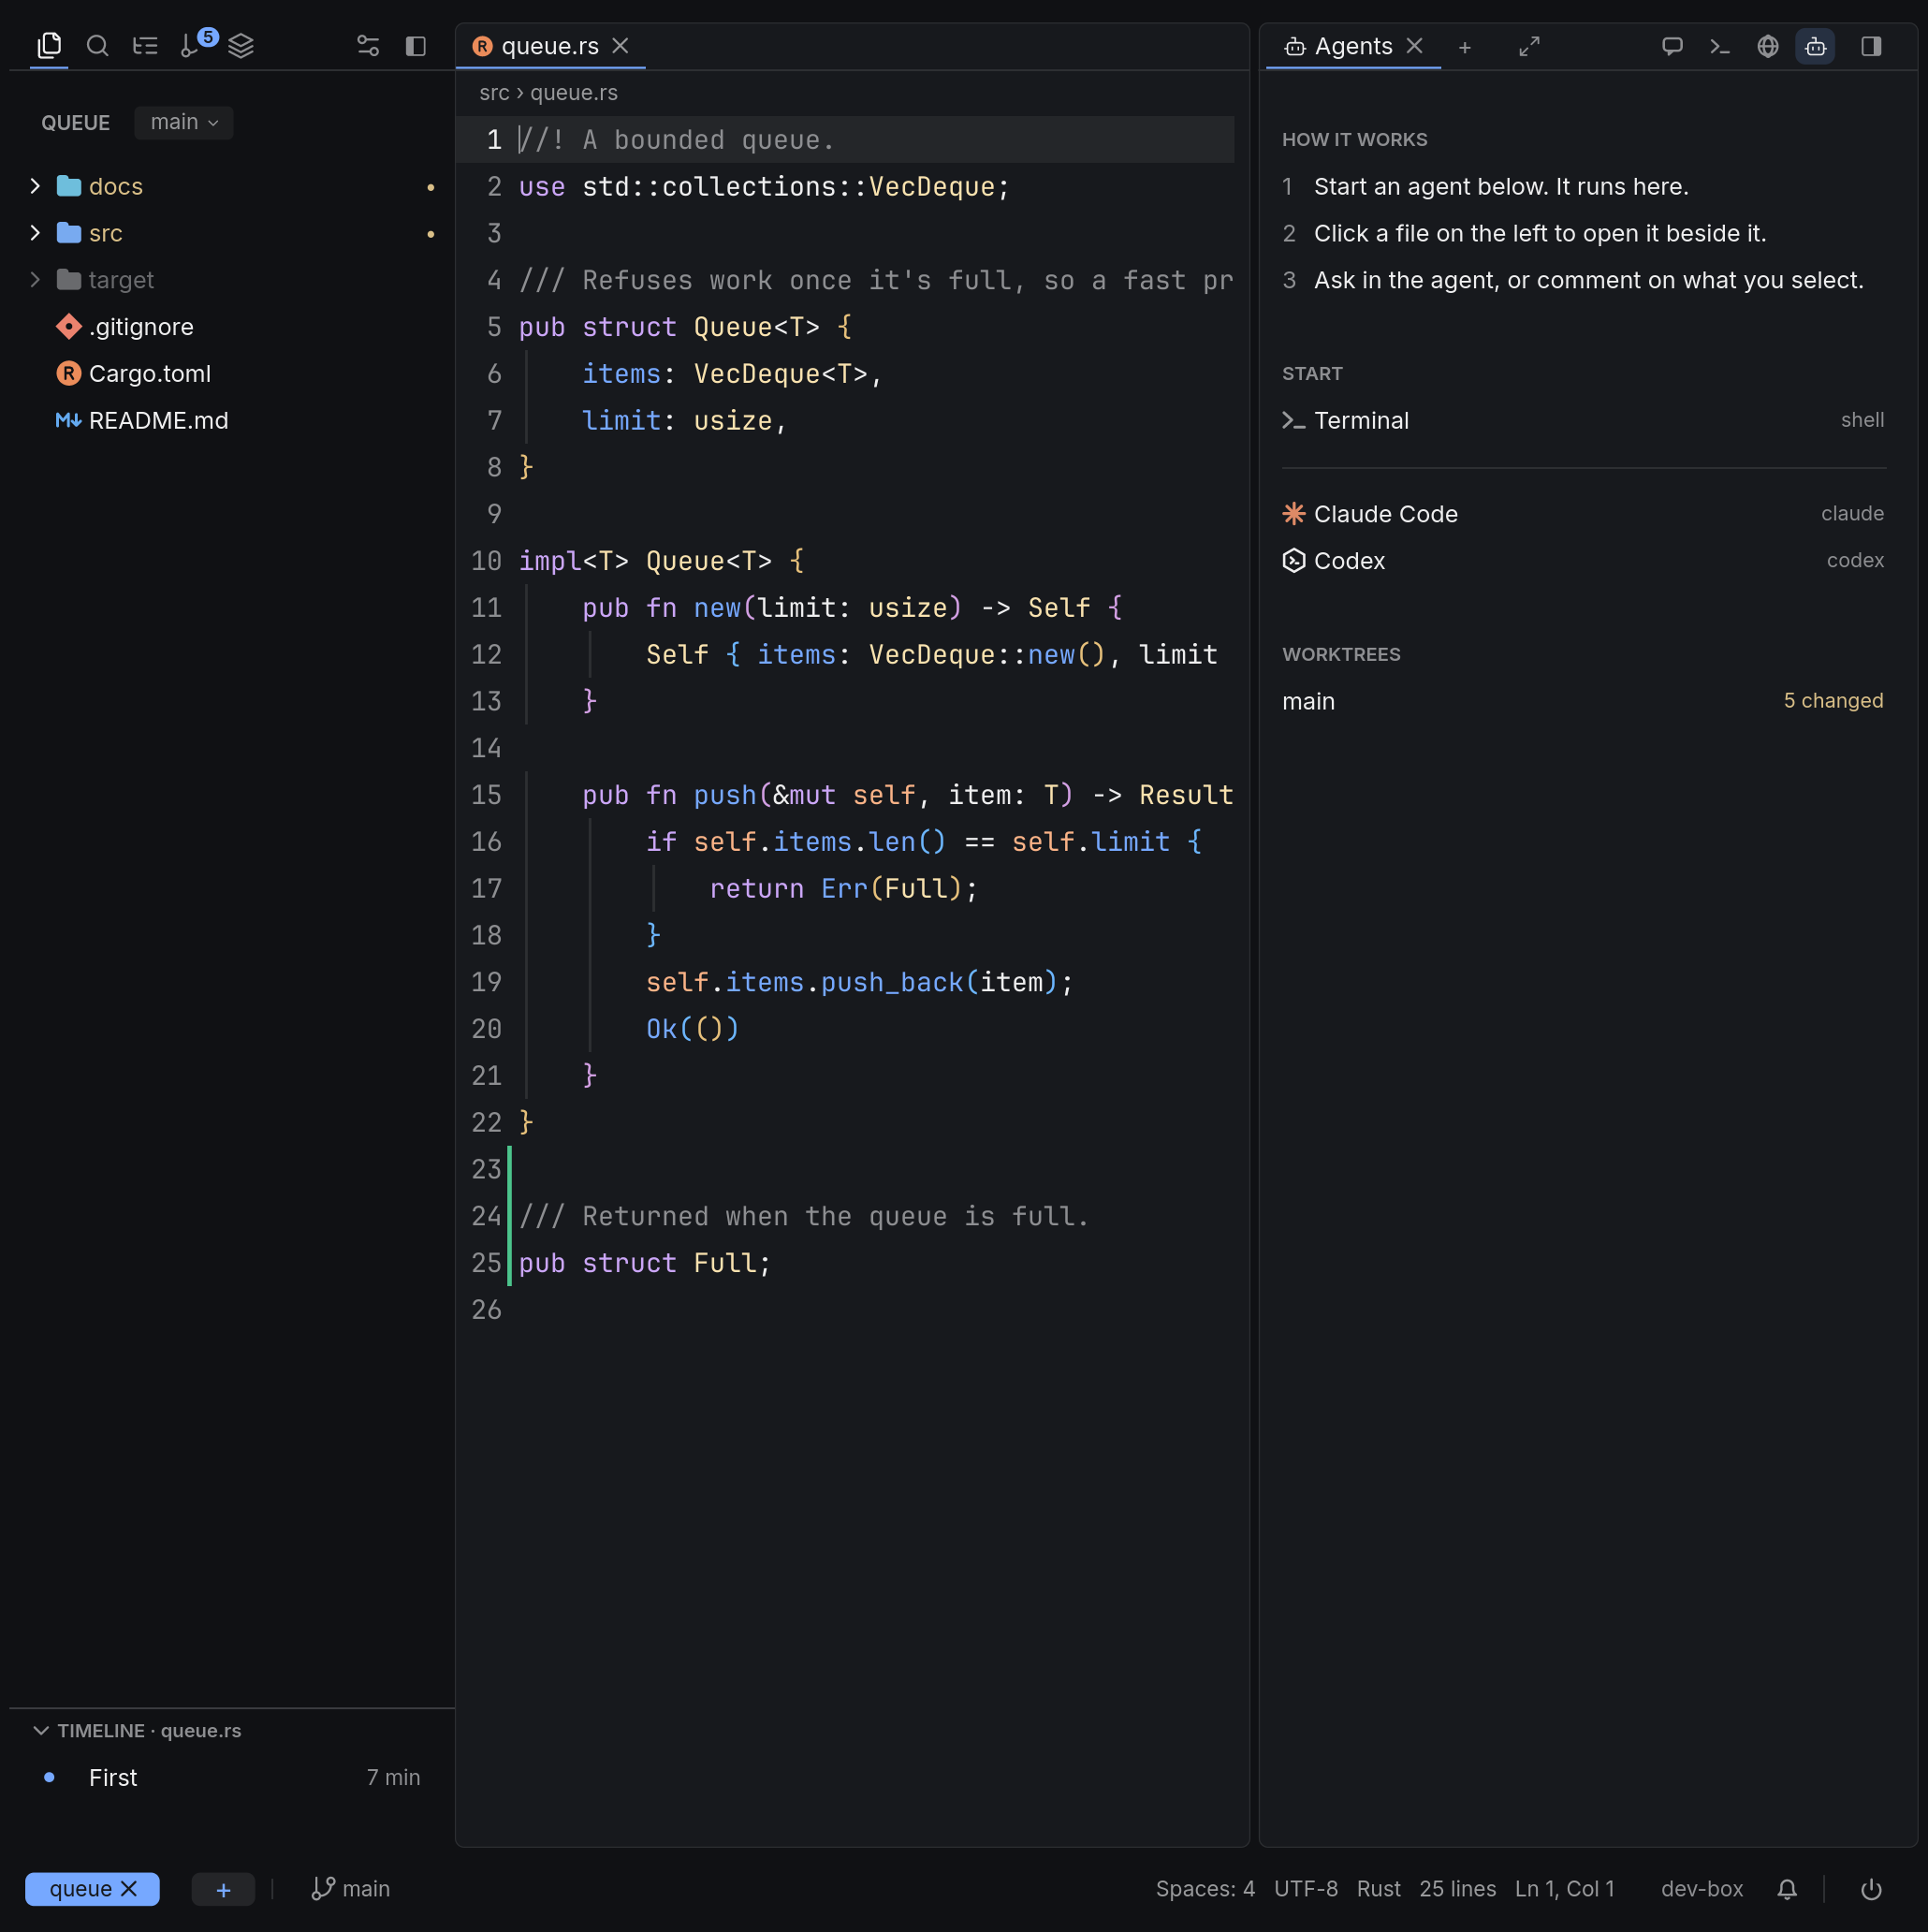 5
queue.rs
Agents
QUEUE main
src › queue.rs
docs
src
target
.gitignore
Cargo.toml
README.md
1 //! A bounded queue.
2 use std::collections::VecDeque;
3
4 /// Refuses work once it's full, so a fast pr
5 pub struct Queue<T> {
6 items: VecDeque<T>,
7 limit: usize,
8 }
9
10 impl<T> Queue<T> {
11 pub fn new(limit: usize) -> Self {
12 Self { items: VecDeque::new(), limit
13 }
14
15 pub fn push(&mut self, item: T) -> Result
16 if self.items.len() == self.limit {
17 return Err(Full);
18 }
19 self.items.push_back(item);
20 Ok(())
21 }
22 }
23
24 /// Returned when the queue is full.
25 pub struct Full;
26
HOW IT WORKS
1 Start an agent below. It runs here.
2 Click a file on the left to open it beside it.
3 Ask in the agent, or comment on what you select.
START
Terminal shell
Claude Code claude
Codex codex
WORKTREES
main 5 changed
TIMELINE · queue.rs
First 7 min
queue
+
main
Spaces: 4 UTF-8 Rust 25 lines Ln 1, Col 1 dev-box